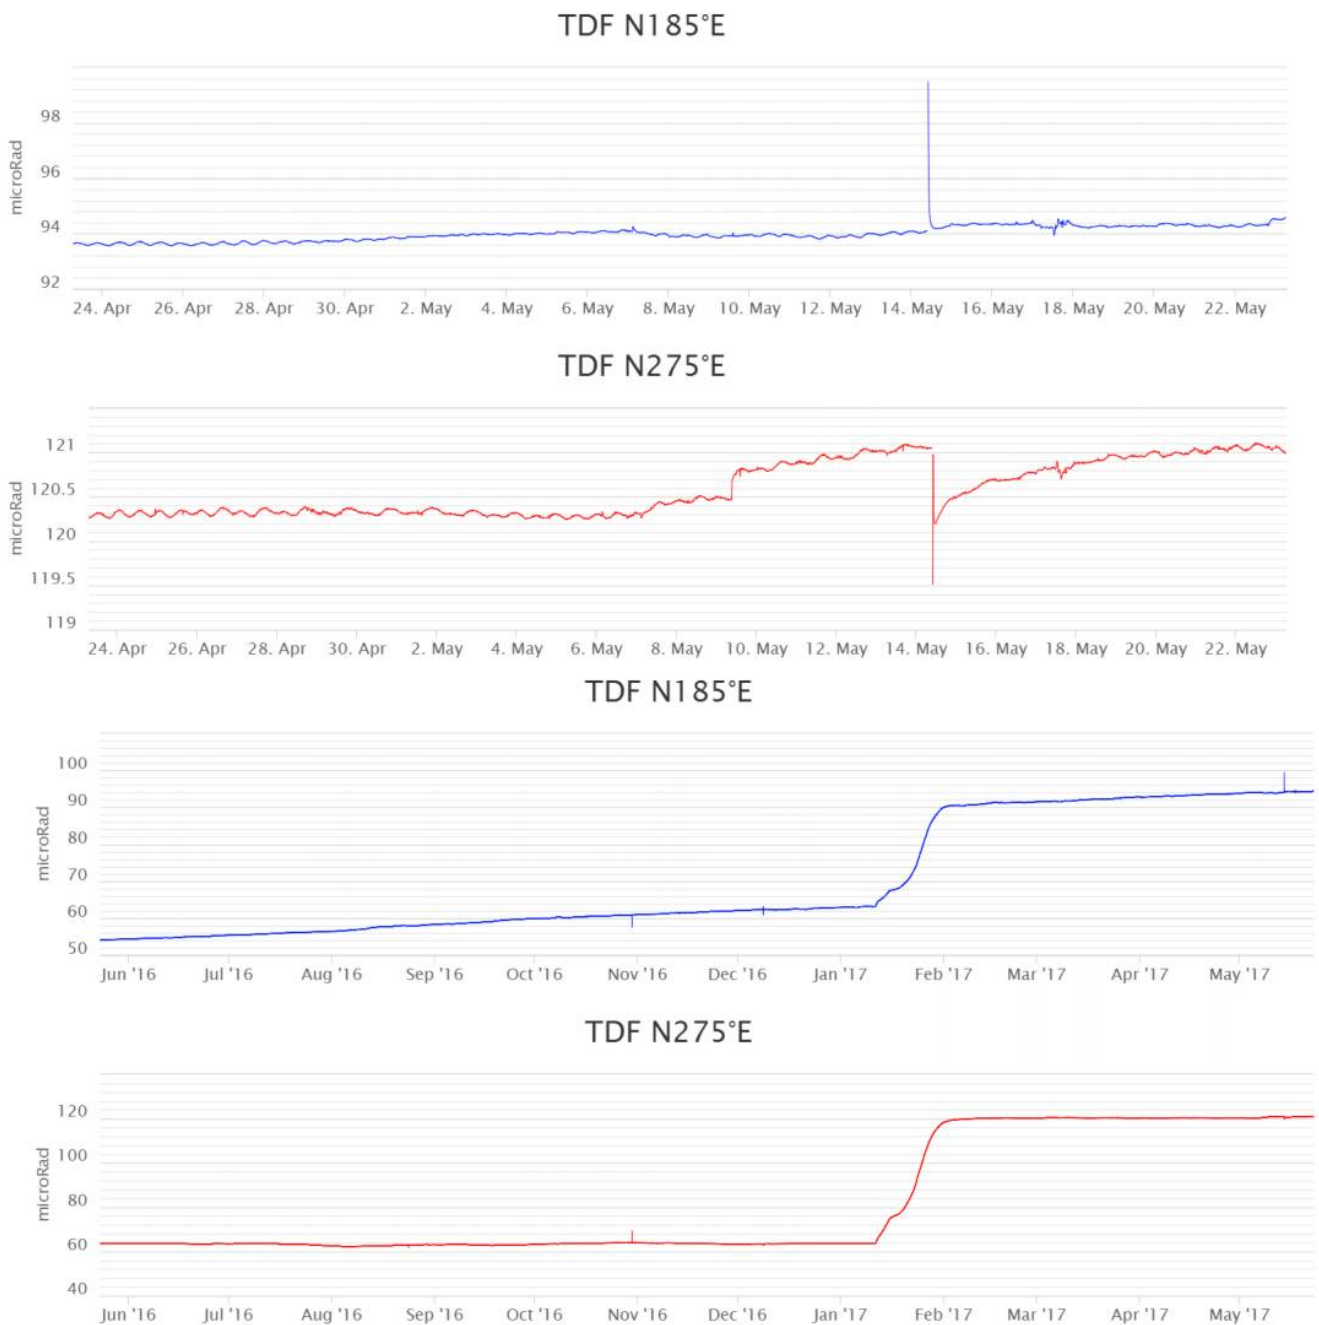 TDF N185°E
98
96
94
92
microRad
24. Apr 26. Apr 28. Apr 30. Apr 2. May 4. May 6. May 8. May 10. May 12. May 14. May 16. May 18. May 20. May 22. May
TDF N275°E
121
120.5
120
119.5
119
microRad
24. Apr 26. Apr 28. Apr 30. Apr 2. May 4. May 6. May 8. May 10. May 12. May 14. May 16. May 18. May 20. May 22. May
TDF N185°E
100
90
80
70
60
50
microRad
Jun '16 Jul '16 Aug '16 Sep '16 Oct '16 Nov '16 Dec '16 Jan '17 Feb '17 Mar '17 Apr '17 May '17
TDF N275°E
120
100
80
60
40
microRad
Jun '16 Jul '16 Aug '16 Sep '16 Oct '16 Nov '16 Dec '16 Jan '17 Feb '17 Mar '17 Apr '17 May '17